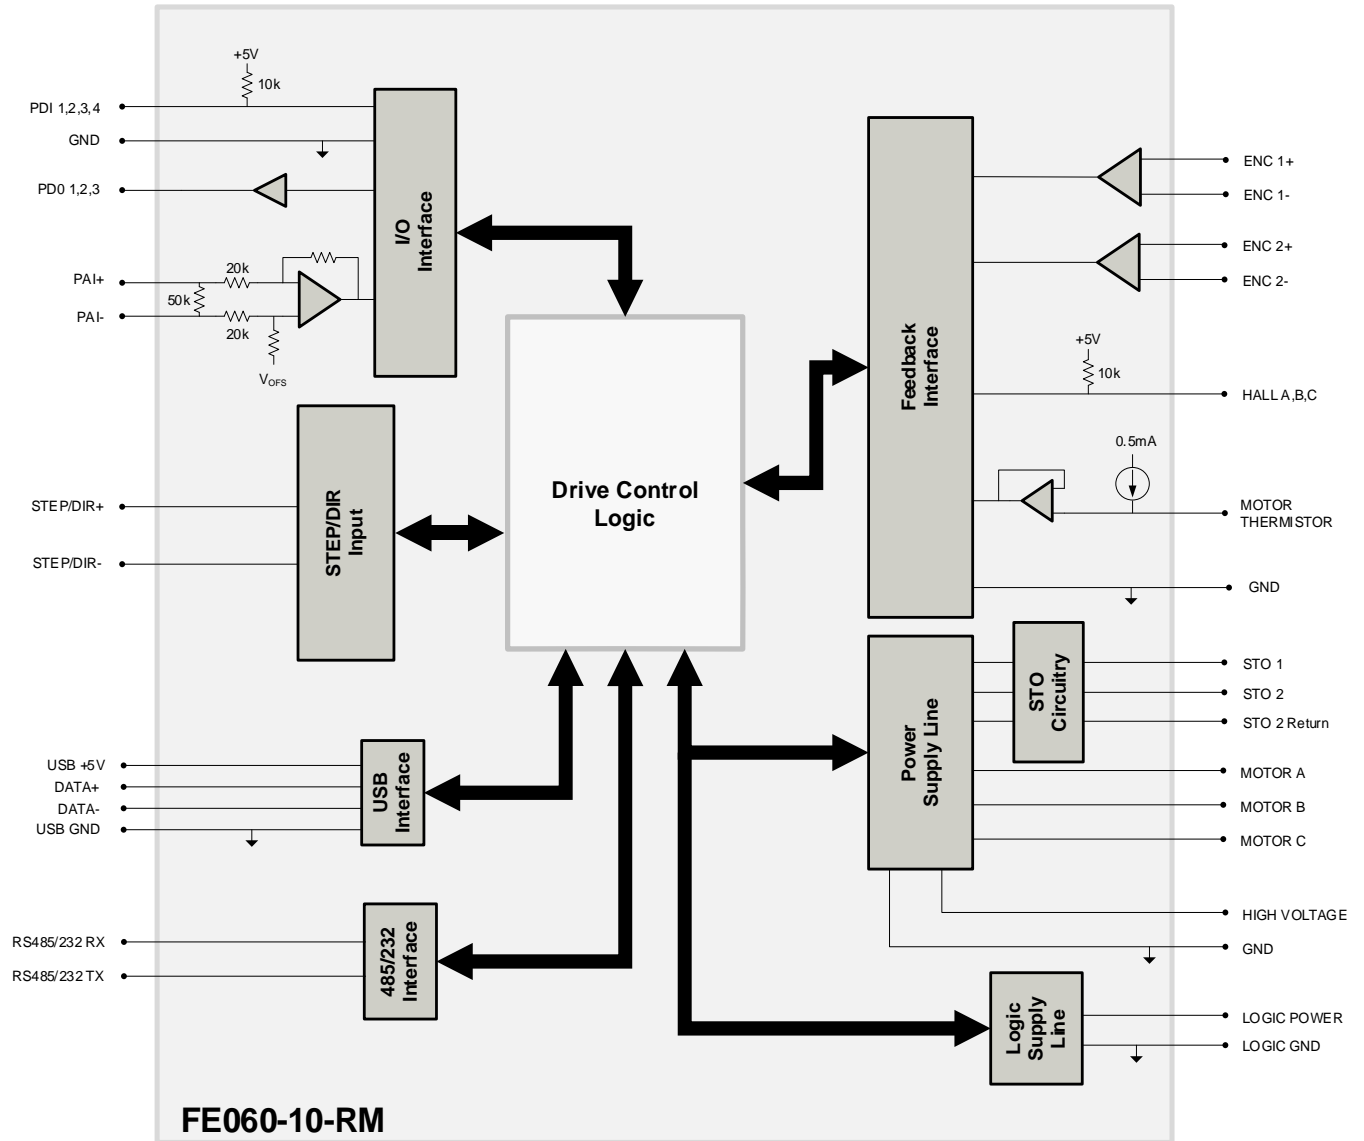 +5V
10k
PDI 1,2,3,4
GND
PD0 1,2,3
I/O
Interface
PAI+
20k
50k
PAI-
20k
VOFS
STEP/DIR+
STEP/DIR-
STEP/DIR
Input
Drive Control
Logic
USB +5V
DATA+
DATA-
USB GND
USB
Interface
RS485/232 RX
RS485/232 TX
485/232
Interface
Feedback
Interface
ENC 1+
ENC 1-
ENC 2+
ENC 2-
+5V
10k
HALL A,B,C
0.5mA
MOTOR
THERMISTOR
GND
Power
Supply Line
STO
Circuitry
STO 1
STO 2
STO 2 Return
MOTOR A
MOTOR B
MOTOR C
HIGH VOLTAGE
GND
Logic
Supply
Line
LOGIC POWER
LOGIC GND
FE060-10-RM